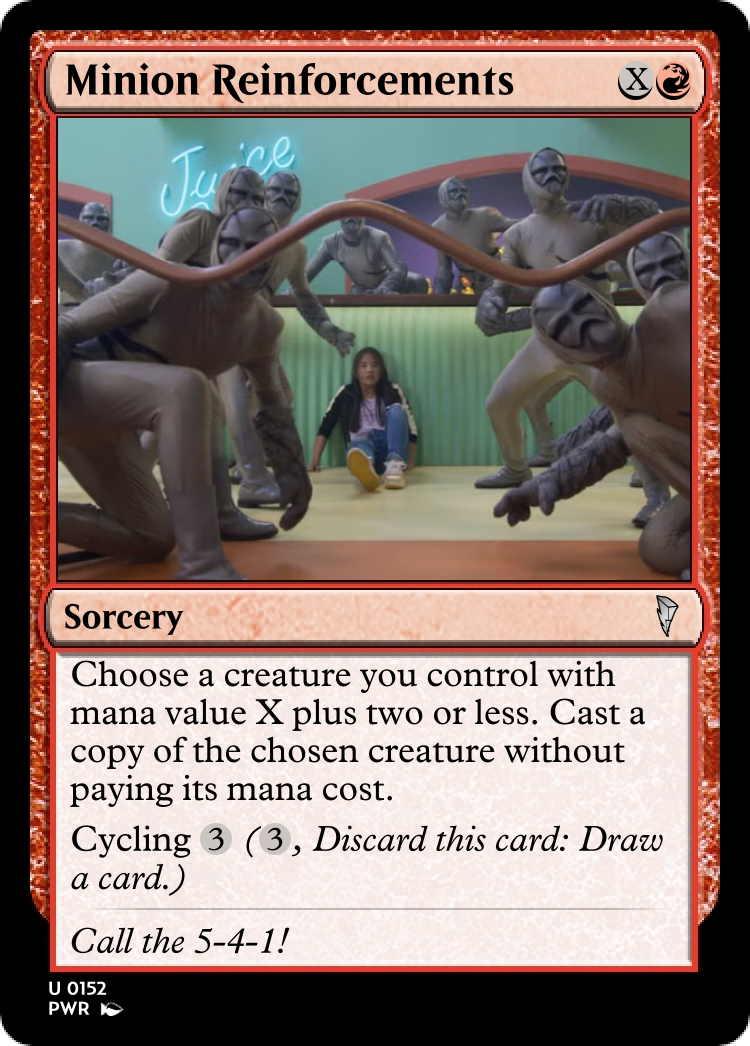 Minion Reinforcements X
Juice
Sorcery
Choose a creature you control with
mana value X plus two or less. Cast a
copy of the chosen creature without
paying its mana cost.
Cycling 3 (3, Discard this card: Draw
a card.)
Call the 5-4-1!
U 0152
PWR